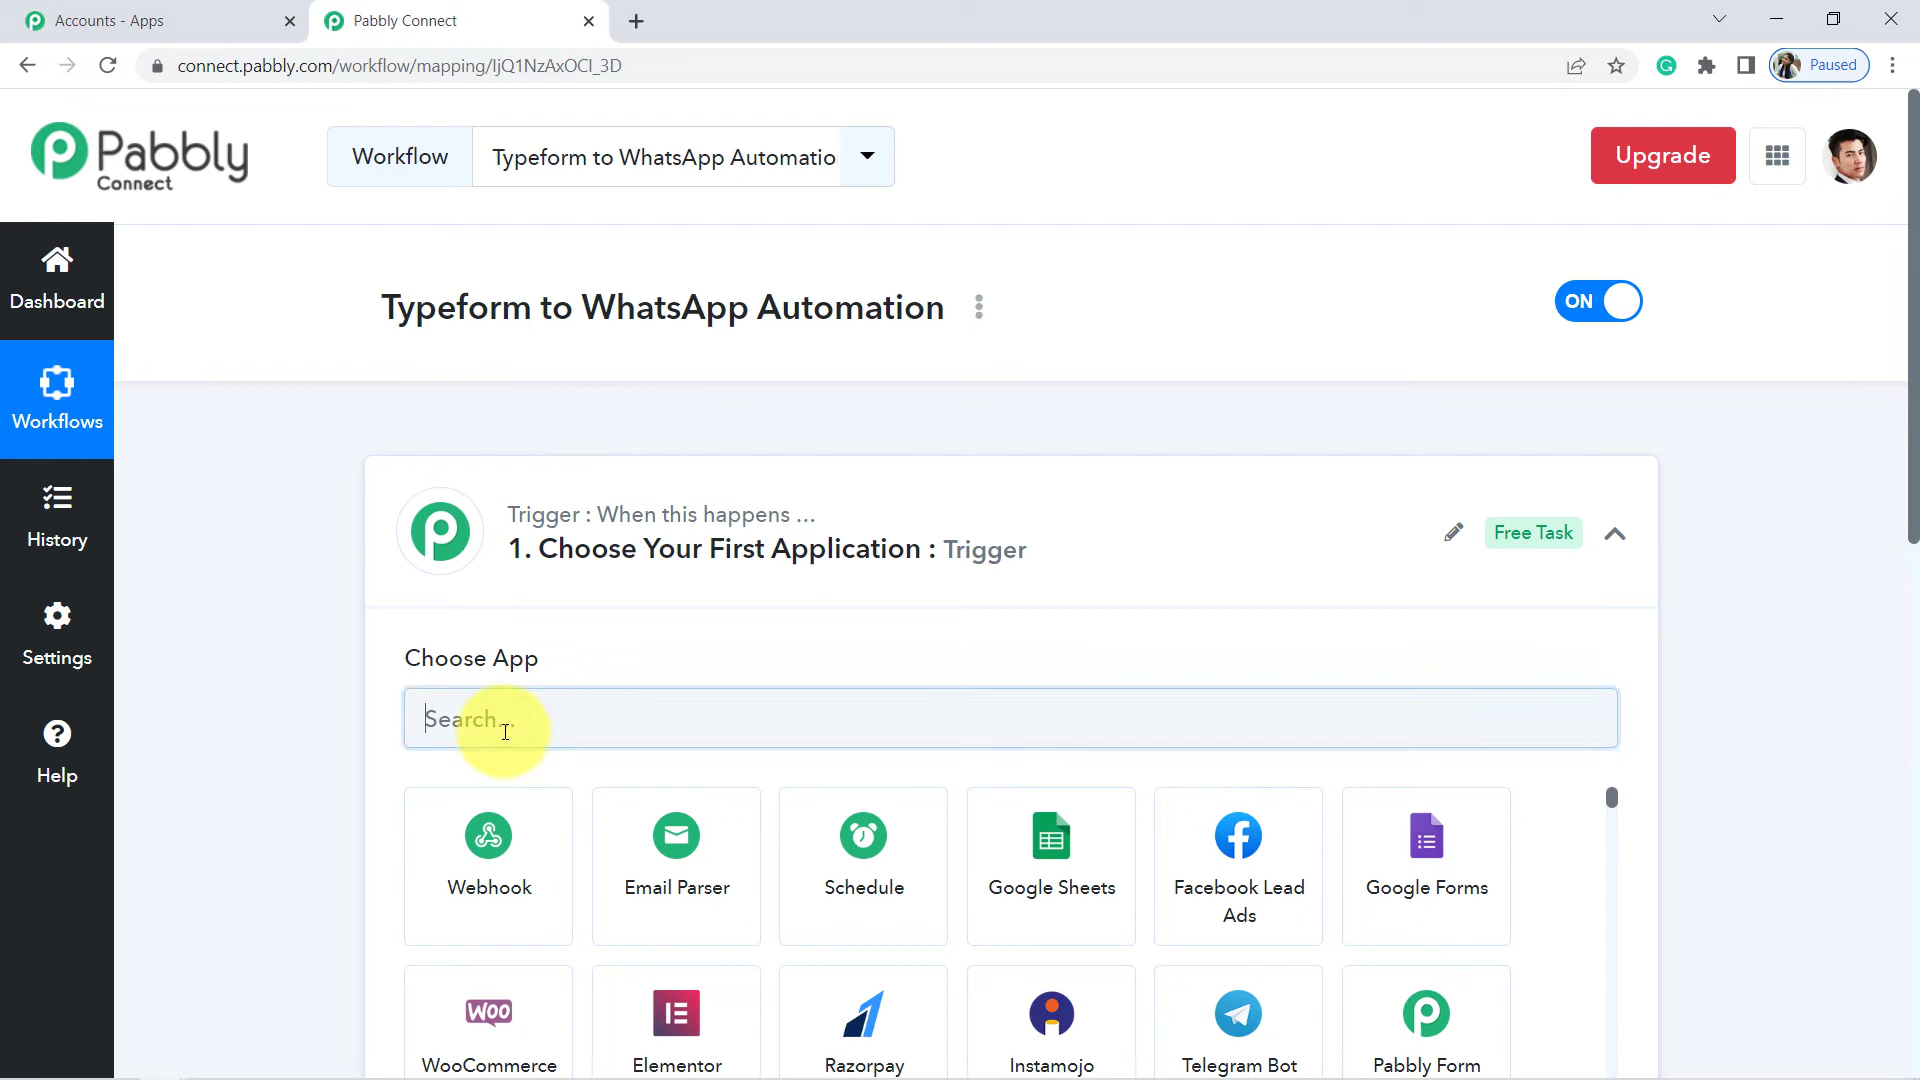 Accounts - Apps
Pabbly Connect
connect.pabbly.com/workflow/mapping/IjQ1NzAxOCI_3D
Paused
Pabbly
Connect
Workflow
Typeform to WhatsApp Automatio
Upgrade
Dashboard
Workflows
History
Settings
Help
Typeform to WhatsApp Automation
ON
Trigger : When this happens ...
1. Choose Your First Application : Trigger
Free Task
Choose App
Search...
Webhook
Email Parser
Schedule
Google Sheets
Facebook Lead
Ads
Google Forms
WOO
WooCommerce
Elementor
Razorpay
Instamojo
Telegram Bot
Pabbly Form